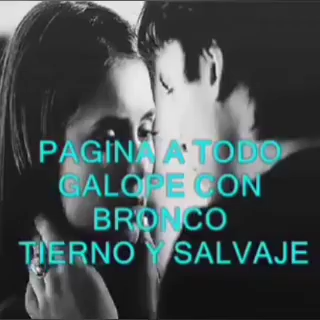 PAGINA A TODO
GALOPE CON
BRONCO
TIERNO Y SALVAJE